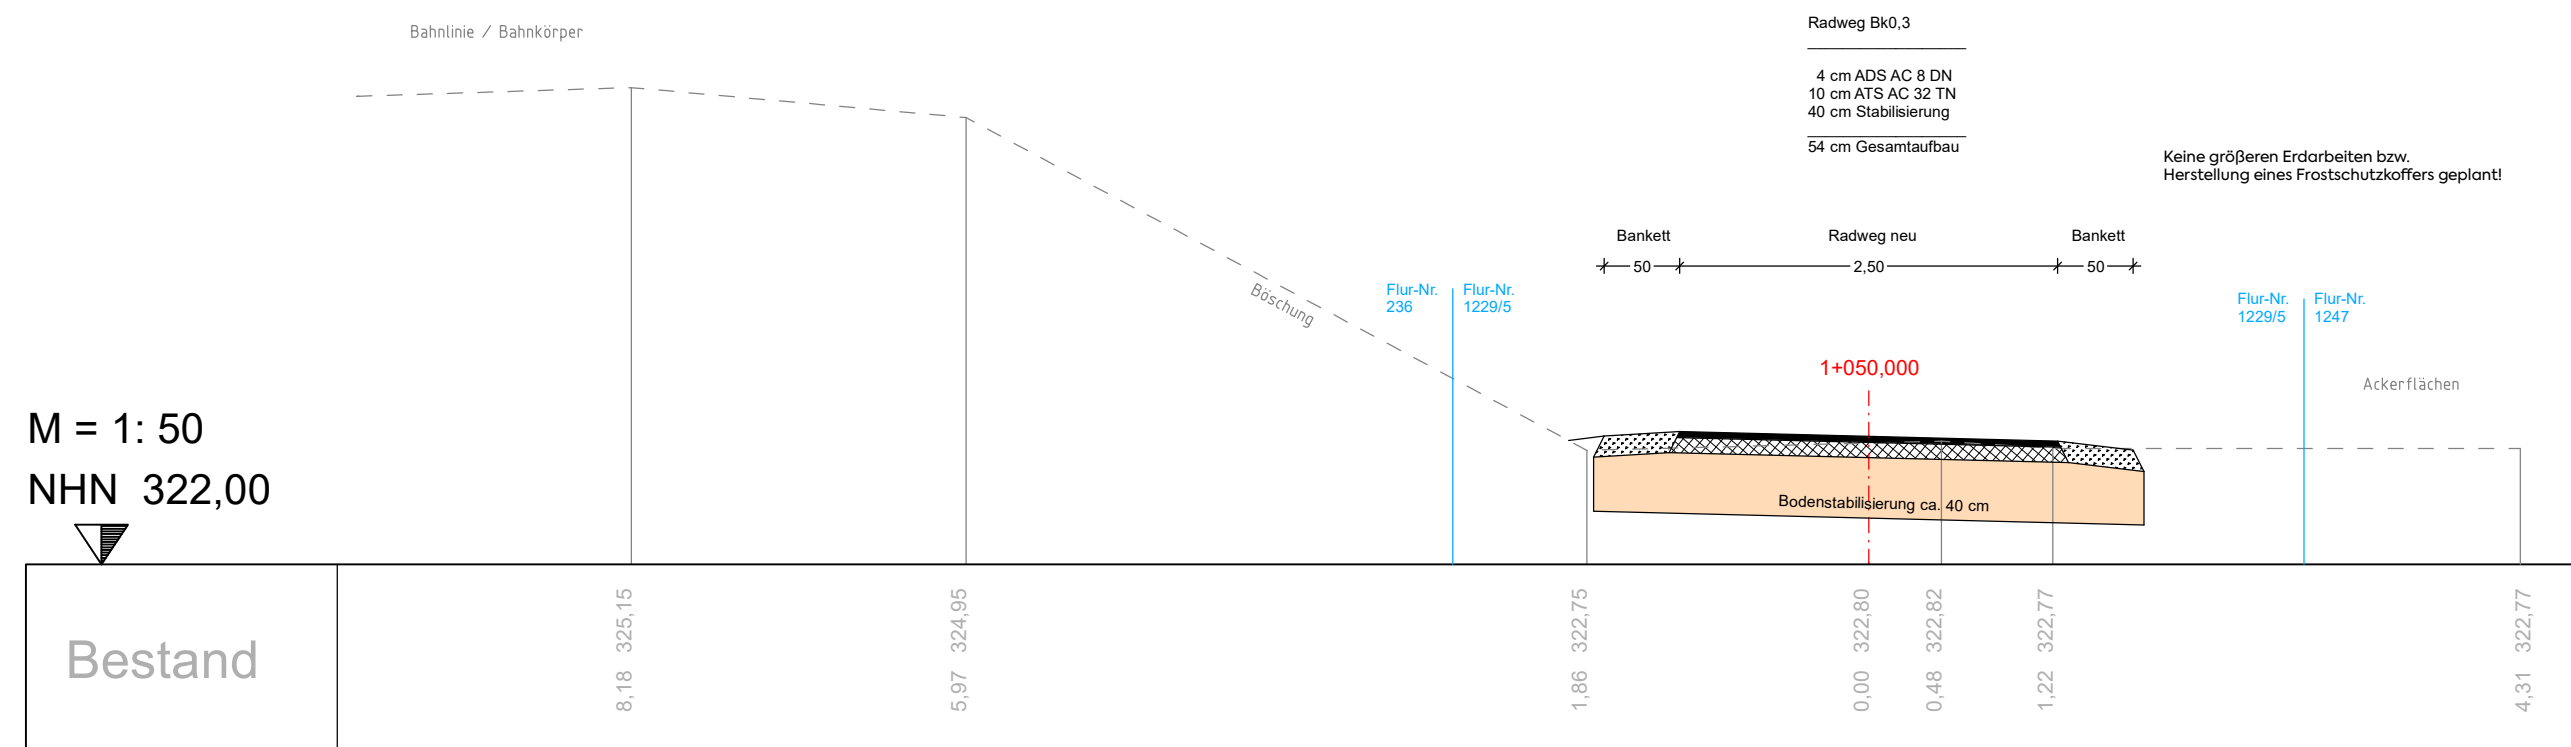 Bahnlinie / Bahnkörper
Radweg Bk0,3
4 cm ADS AC 8 DN
10 cm ATS AC 32 TN
40 cm Stabilisierung
54 cm Gesamtaufbau
Keine größeren Erdarbeiten bzw.
Herstellung eines Frostschutzkoffers geplant!
Bankett
Radweg neu
Bankett
50
2,50
50
Böschung
Flur-Nr.
236
Flur-Nr.
1229/5
Flur-Nr.
1229/5
Flur-Nr.
1247
1+050,000
Ackerflächen
M = 1: 50
NHN 322,00
Bodenstabilisierung ca. 40 cm
Bestand
8,18 325,15
5,97 324,95
1,86 322,75
0,00 322,80
0,48 322,82
1,22 322,77
4,31 322,77